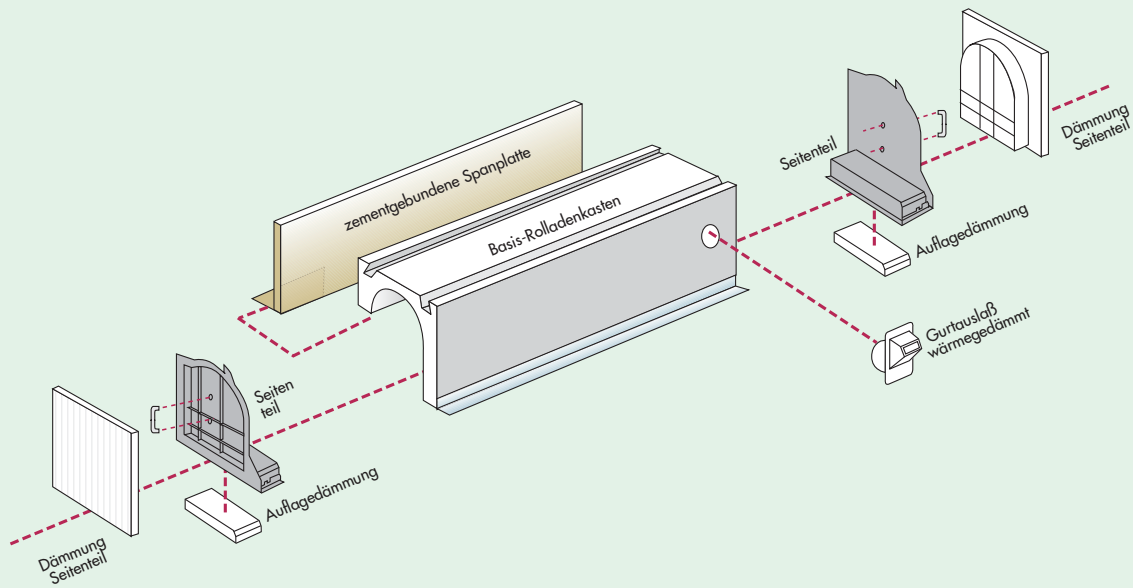 zementgebundene Spanplatte
Basis-Rolladenkasten
Seitenteil
Dämmung
Seitenteil
Auflagedämmung
Gurtauslaß
wärmegedämmt
Seiten
teil
Auflagedämmung
Dämmung
Seitenteil